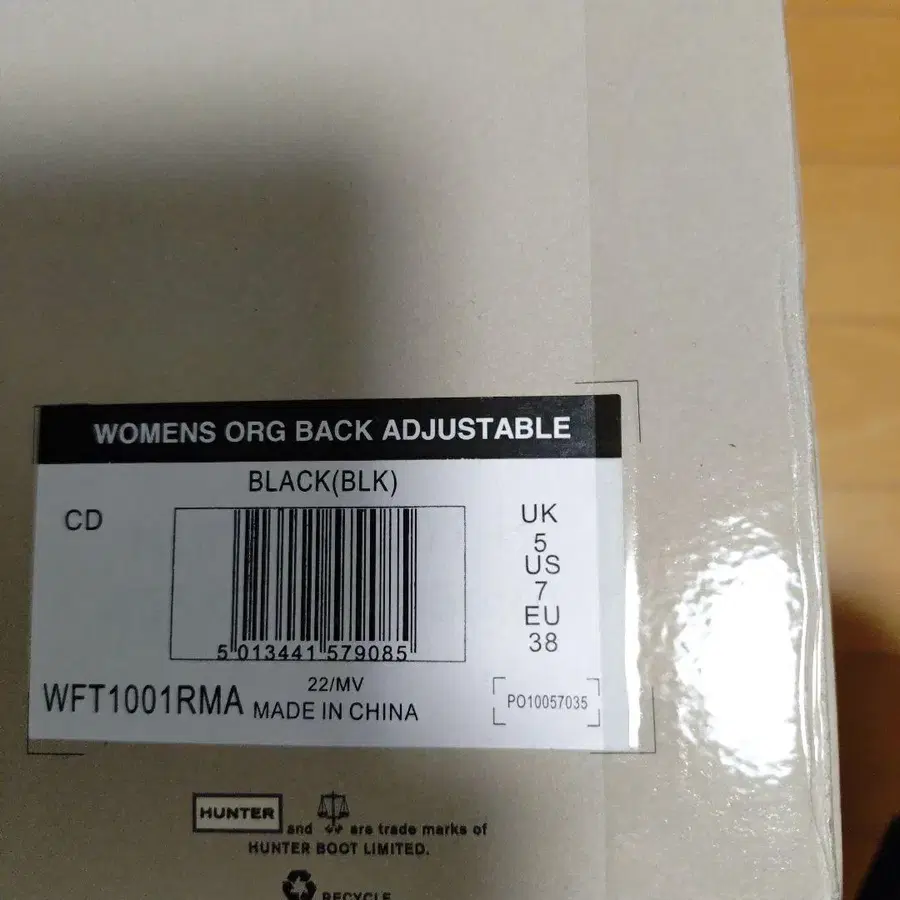 WOMENS ORG BACK ADJUSTABLE
BLACK(BLK)
CD
UK
5
US
7
EU
38
5 013441 579085
22/MV
WFT1001RMA MADE IN CHINA
PO10057035
HUNTER and are trade marks of
HUNTER BOOT LIMITED.
RECYCLE